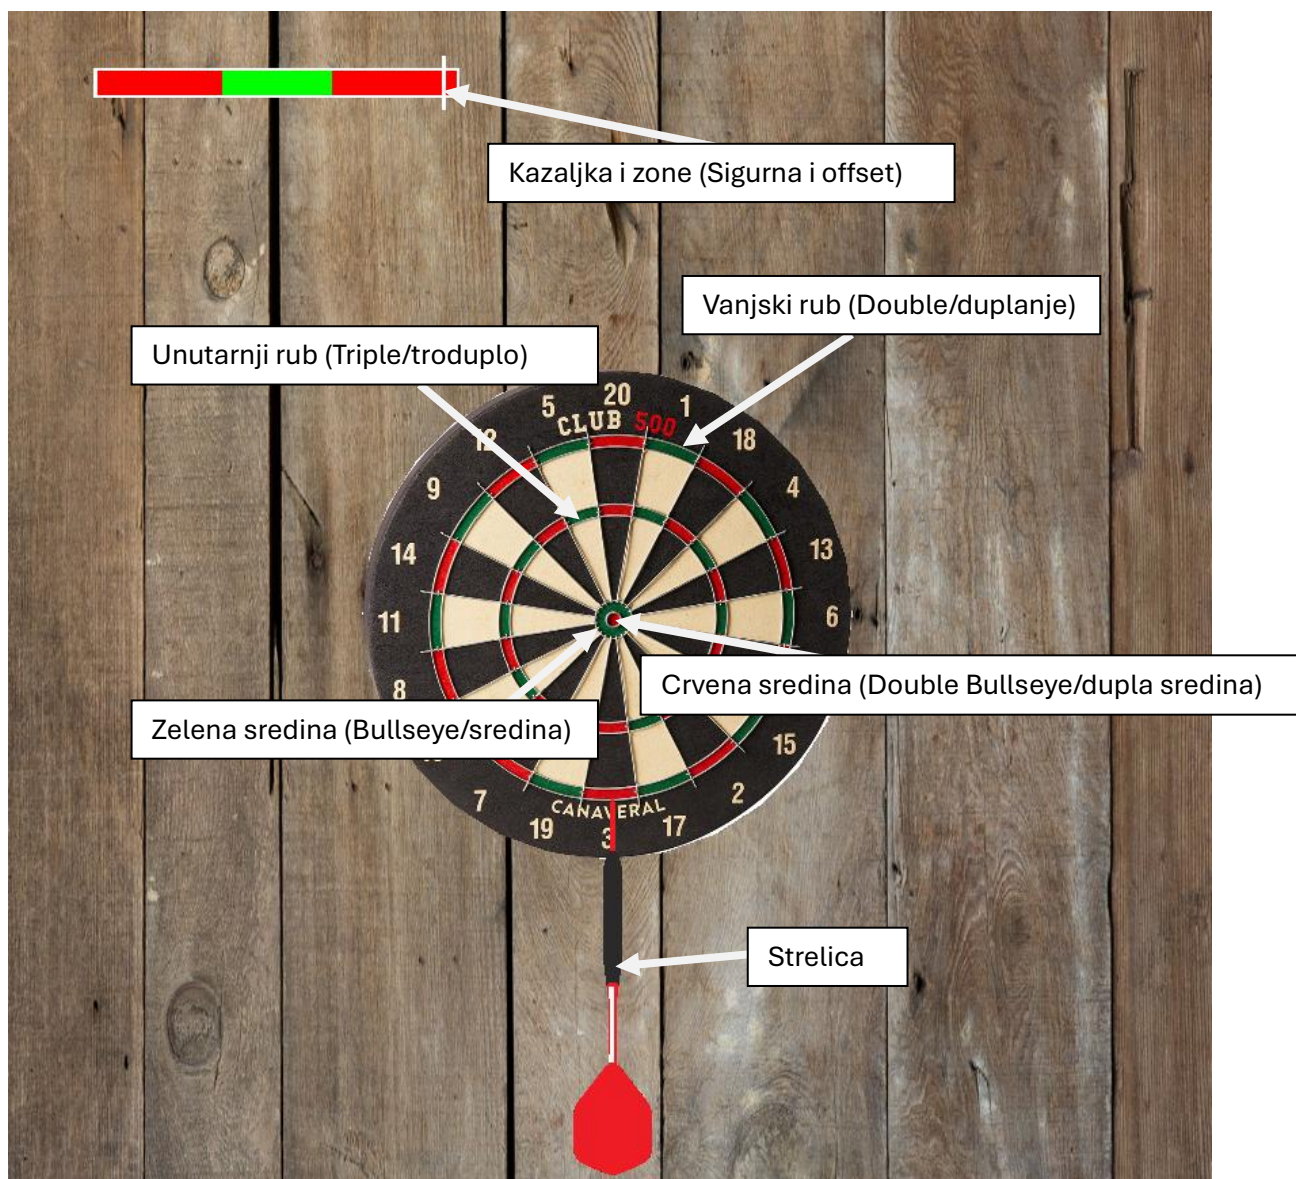 Kazaljka i zone (Sigurna i offset)
Vanjski rub (Double/duplanje)
Unutarnji rub (Triple/troduplo)
20
5
1
CLUB 500
12
18
9
4
14
13
11
6
8
Crvena sredina (Double Bullseye/dupla sredina)
Zelena sredina (Bullseye/sredina)
15
7
2
CANAVERAL
19
3
17
Strelica